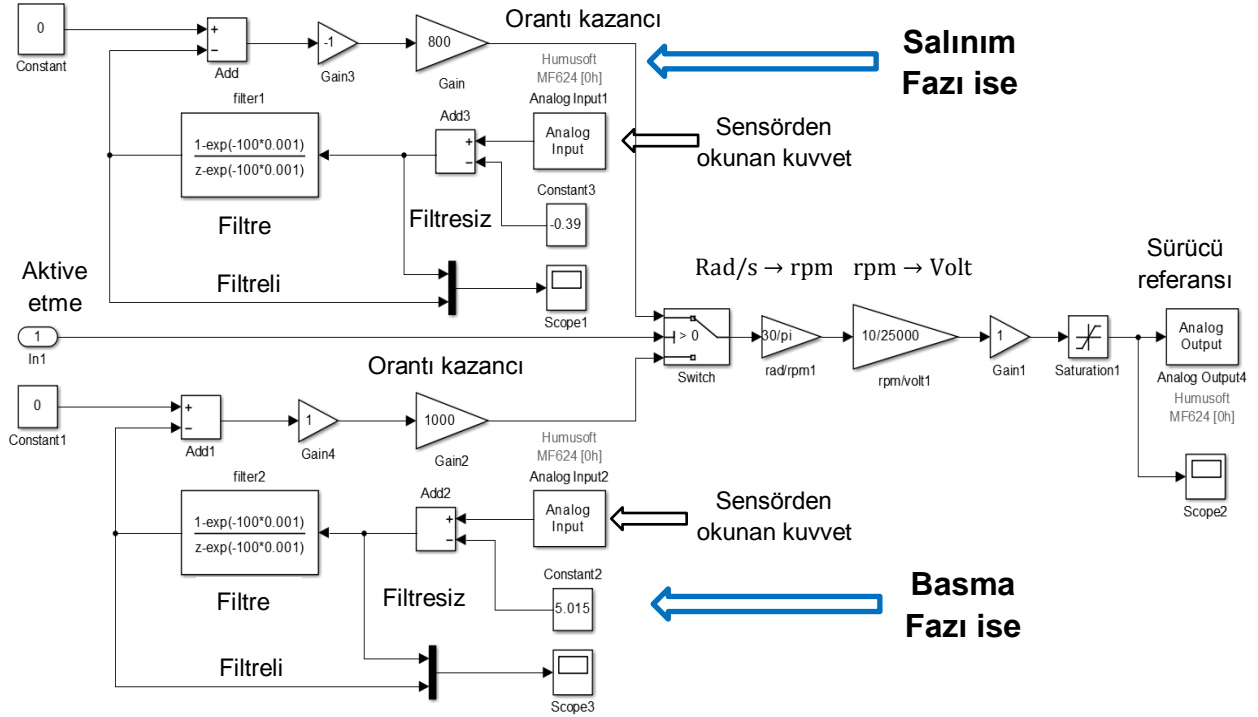 Orantı kazancı
0
Constant
+
−
Add
-1
Gain3
800
Gain
Salınım
Fazı ise
Humusoft
MF624 [0h]
Analog Input1
Analog
Input
Sensörden
okunan kuvvet
filter1
1-exp(-100*0.001)
z-exp(-100*0.001)
Filtre
Add3
+
−
Filtresiz
Constant3
-0.39
Filtreli
Scope1
Aktive
etme
1
In1
> 0
Switch
Rad/s → rpm
rpm → Volt
30/pi
rad/rpm1
10/25000
rpm/volt1
1
Gain1
Saturation1
Sürücü
referansı
Analog
Output
Analog Output4
Humusoft
MF624 [0h]
Scope2
Orantı kazancı
0
Constant1
+
−
Add1
1
Gain4
1000
Gain2
Humusoft
MF624 [0h]
Analog Input2
Analog
Input
Sensörden
okunan kuvvet
filter2
1-exp(-100*0.001)
z-exp(-100*0.001)
Filtre
Add2
+
−
Filtresiz
Constant2
5.015
Basma
Fazı ise
Filtreli
Scope3